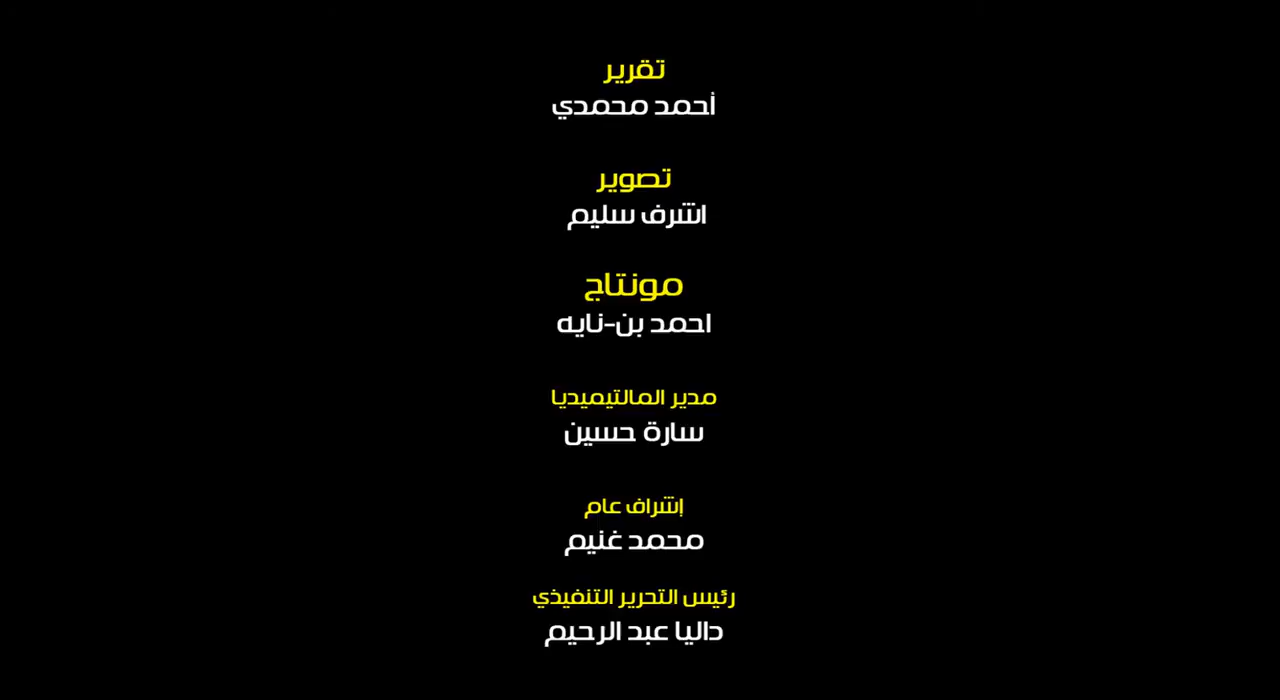 تقرير
أحمد محمدي
تصوير
اشرف سليم
مونتاج
احمد بن-نايه
مدير المالتيميديا
سارة حسين
إشراف عام
محمد غنيم
رئيس التحرير التنفيذي
داليا عبد الرحيم